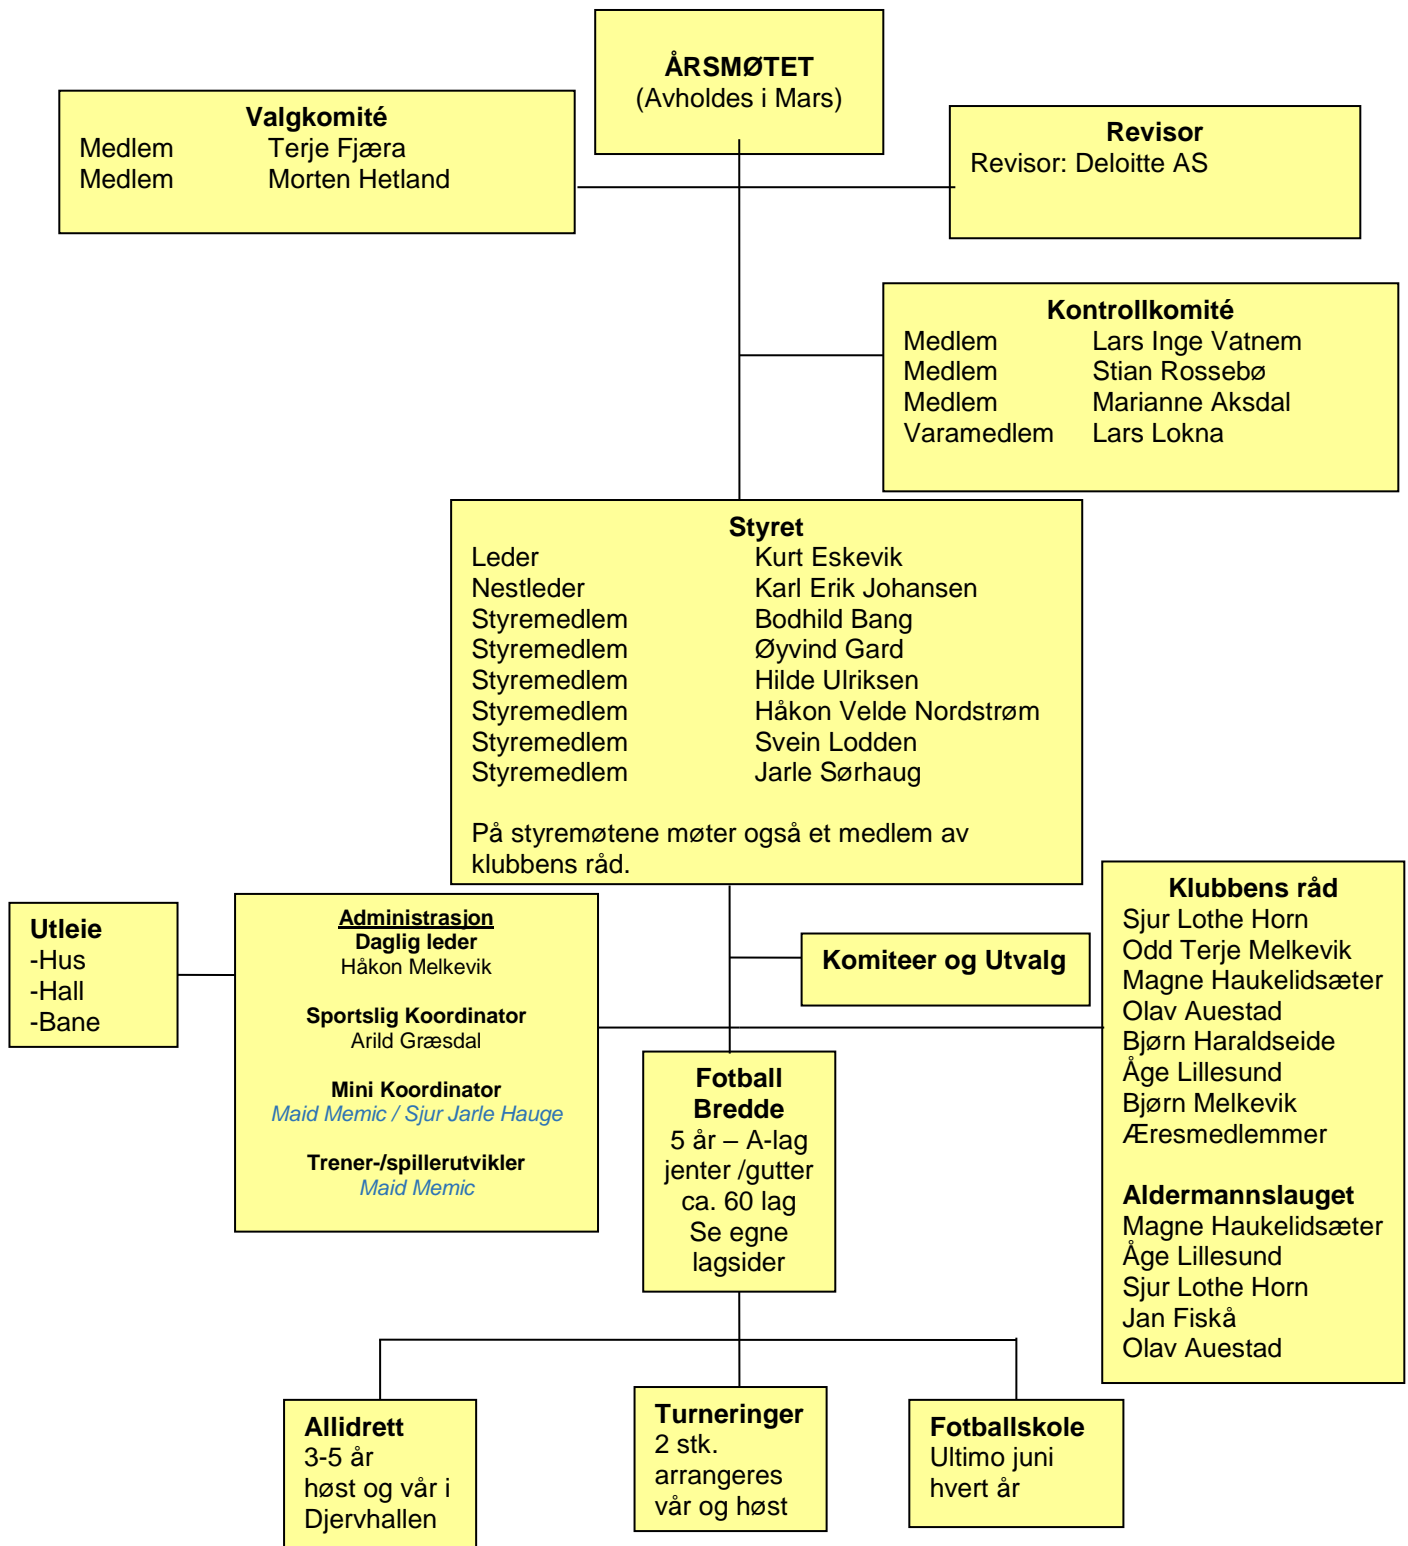 ÅRSMØTET
(Avholdes i Mars)
Valgkomité
Medlem Terje Fjæra
Medlem Morten Hetland
Revisor
Revisor: Deloitte AS
Kontrollkomité
Medlem Lars Inge Vatnem
Medlem Stian Rossebø
Medlem Marianne Aksdal
Varamedlem Lars Lokna
Styret
Leder Kurt Eskevik
Nestleder Karl Erik Johansen
Styremedlem Bodhild Bang
Styremedlem Øyvind Gard
Styremedlem Hilde Ulriksen
Styremedlem Håkon Velde Nordstrøm
Styremedlem Svein Lodden
Styremedlem Jarle Sørhaug
På styremøtene møter også et medlem av
klubbens råd.
Utleie
-Hus
-Hall
-Bane
Administrasjon
Daglig leder
Håkon Melkevik
Sportslig Koordinator
Arild Græsdal
Mini Koordinator
Maid Memic / Sjur Jarle Hauge
Trener-/spillerutvikler
Maid Memic
Komiteer og Utvalg
Klubbens råd
Sjur Lothe Horn
Odd Terje Melkevik
Magne Haukelidsæter
Olav Auestad
Bjørn Haraldseide
Åge Lillesund
Bjørn Melkevik
Æresmedlemmer
Aldermannslauget
Magne Haukelidsæter
Åge Lillesund
Sjur Lothe Horn
Jan Fiskå
Olav Auestad
Fotball
Bredde
5 år – A-lag
jenter /gutter
ca. 60 lag
Se egne
lagsider
Allidrett
3-5 år
høst og vår i
Djervhallen
Turneringer
2 stk.
arrangeres
vår og høst
Fotballskole
Ultimo juni
hvert år